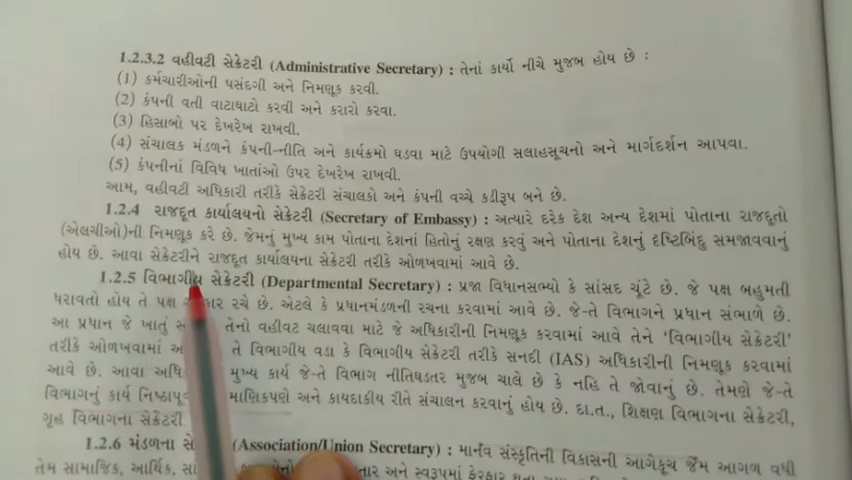 1.2.3.2 વહીવટી સેક્રેટરી (Administrative Secretary) : તેનાં કાર્યો નીચે મુજબ હોય છે :
(1) કર્મચારીઓની પસંદગી અને નિમણૂક કરવી.
(2) કંપની વતી વાટાઘાટો કરવી અને કરારો કરવા.
(3) હિસાબો પર દેખરેખ રાખવી.
(4) સંચાલક મંડળને કંપની-નીતિ અને કાર્યક્રમો ઘડવા માટે ઉપયોગી સલાહસૂચનો અને માર્ગદર્શન આપવા.
(5) કંપનીનાં વિવિધ ખાતાંઓ ઉપર દેખરેખ રાખવી.
આમ, વહીવટી અધિકારી તરીકે સેક્રેટરી સંચાલકો અને કંપની વચ્ચે કડીરૂપ બને છે.
1.2.4 રાજદૂત કાર્યાલયનો સેક્રેટરી (Secretary of Embassy) : અત્યારે દરેક દેશ અન્ય દેશમાં પોતાના રાજદૂતો
(એલચીઓ)ની નિમણૂક કરે છે. જેમનું મુખ્ય કામ પોતાના દેશનાં હિતોનું રક્ષણ કરવું અને પોતાના દેશનું દૃષ્ટિબિંદુ સમજાવવાનું
હોય છે. આવા સેક્રેટરીને રાજદૂત કાર્યાલયના સેક્રેટરી તરીકે ઓળખવામાં આવે છે.
1.2.5 વિભાગીય સેક્રેટરી (Departmental Secretary) : પ્રજા વિધાનસભ્યો કે સાંસદ ચૂંટે છે. જે પક્ષ બહુમતી
ધરાવતો હોય તે પક્ષ રચે છે. એટલે કે પ્રધાનમંડળની રચના કરવામાં આવે છે. જે-તે વિભાગને પ્રધાન સંભાળે છે.
આ પ્રધાન જે ખાતું તેનો વહીવટ ચલાવવા માટે જે અધિકારીની નિમણૂક કરવામાં આવે તેને ‘વિભાગીય સેક્રેટરી’
તરીકે ઓળખવામાં તે વિભાગીય વડા કે વિભાગીય સેક્રેટરી તરીકે સનદી (IAS) અધિકારીની નિમણૂક કરવામાં
આવે છે. આવા મુખ્ય કાર્ય જે-તે વિભાગ નીતિઘડતર મુજબ ચાલે છે કે નહિ તે જોવાનું છે. તેમણે જે-તે
વિભાગનું કાર્ય માણિકપણે અને કાયદાકીય રીતે સંચાલન કરવાનું હોય છે. દા.ત., શિક્ષણ વિભાગના સેક્રેટરી,
ગૃહ વિભાગના સેક્રેટરી
1.2.6 મંડળના (Association/Union Secretary) : માનવ સંસ્કૃતિની વિકાસની આગેકૂચ જેમ આગળ વધી
તેમ સામાજિક, આર્થિક, અને સ્વરૂપમાં ફેરફાર